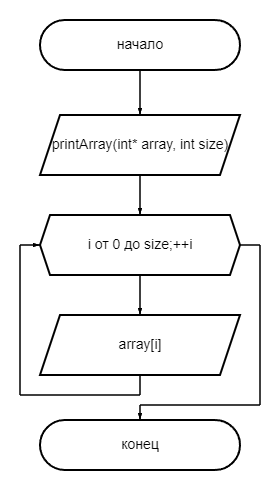 начало
printArray(int* array, int size)
i от 0 до size;++i
array[i]
конец